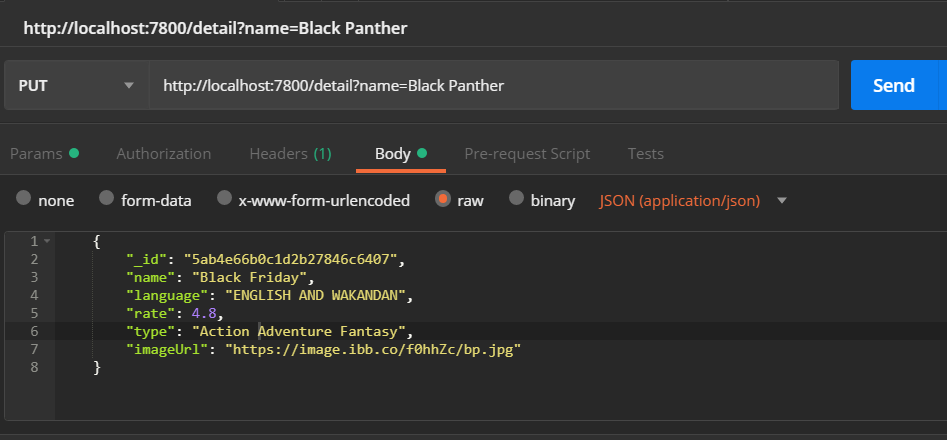 http://localhost:7800/detail?name=Black Panther
PUT http://localhost:7800/detail?name=Black Panther Send
Params Authorization Headers (1) Body Pre-request Script Tests
none form-data x-www-form-urlencoded raw binary JSON (application/json)
1 {
2 "_id": "5ab4e66b0c1d2b27846c6407",
3 "name": "Black Friday",
4 "language": "ENGLISH AND WAKANDAN",
5 "rate": 4.8,
6 "type": "Action Adventure Fantasy",
7 "imageUrl": "https://image.ibb.co/f0hhZc/bp.jpg"
8 }